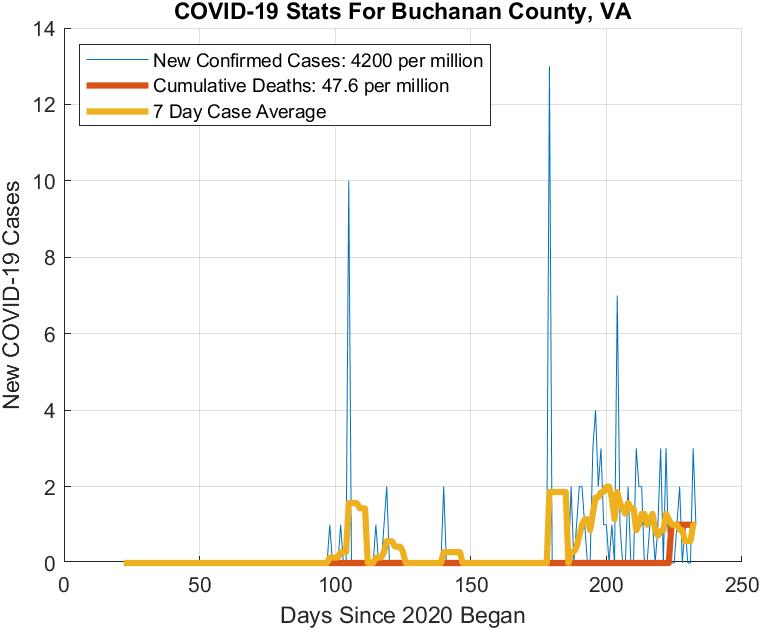 COVID-19 Stats For Buchanan County, VA
New Confirmed Cases: 4200 per million
Cumulative Deaths: 47.6 per million
7 Day Case Average
New COVID-19 Cases
14
12
10
8
6
4
2
0
0 50 100 150 200 250
Days Since 2020 Began